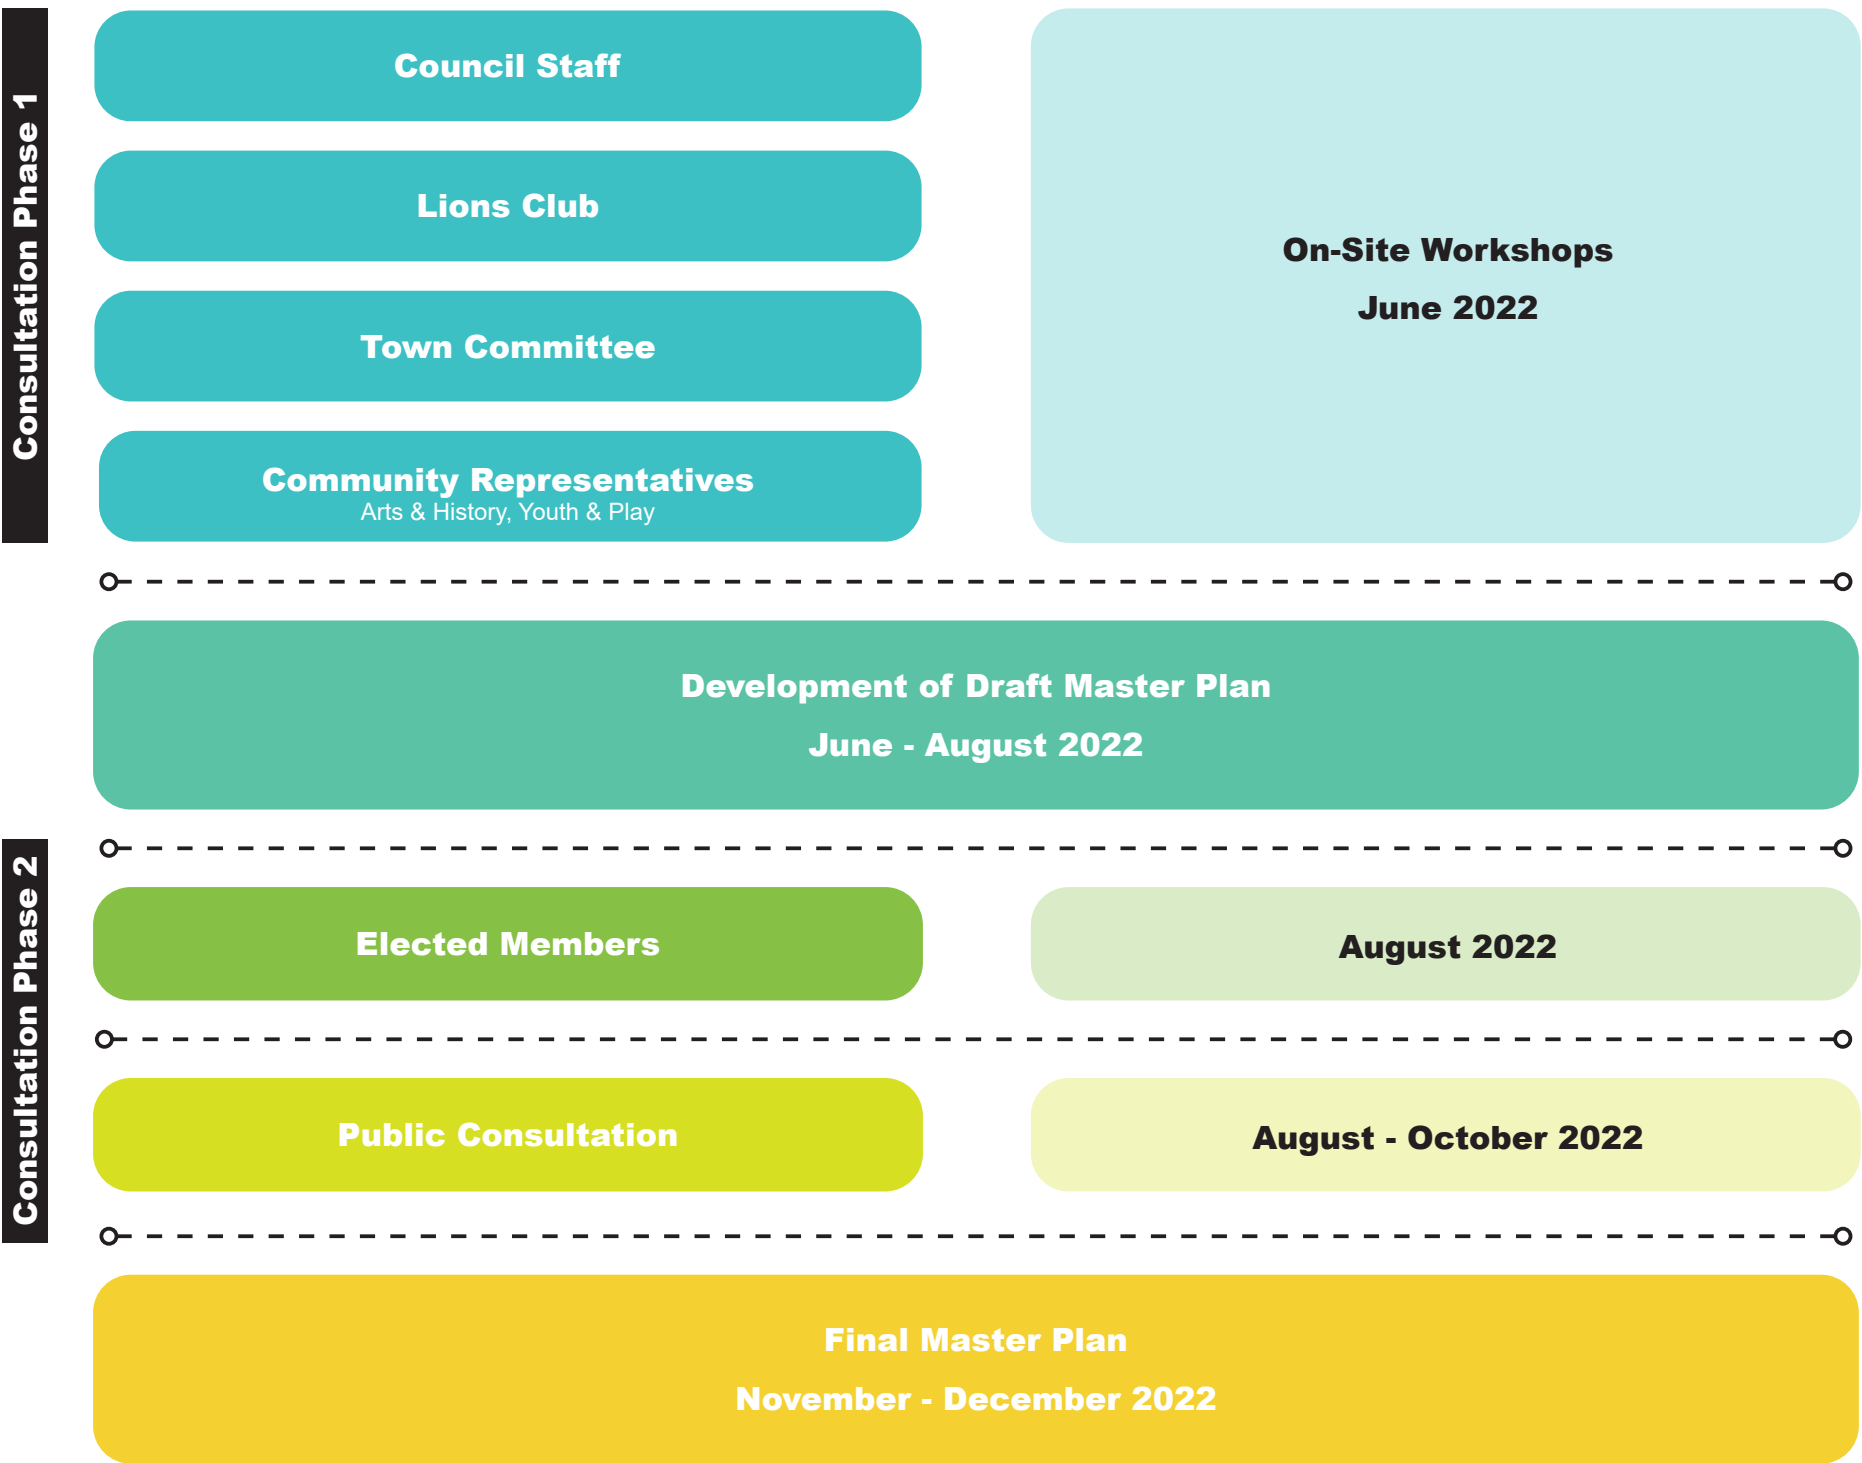 Consultation Phase 1
Council Staff
Lions Club
Town Committee
Community Representatives
Arts & History, Youth & Play
On-Site Workshops
June 2022
Development of Draft Master Plan
June - August 2022
Consultation Phase 2
Elected Members
August 2022
Public Consultation
August - October 2022
Final Master Plan
November - December 2022